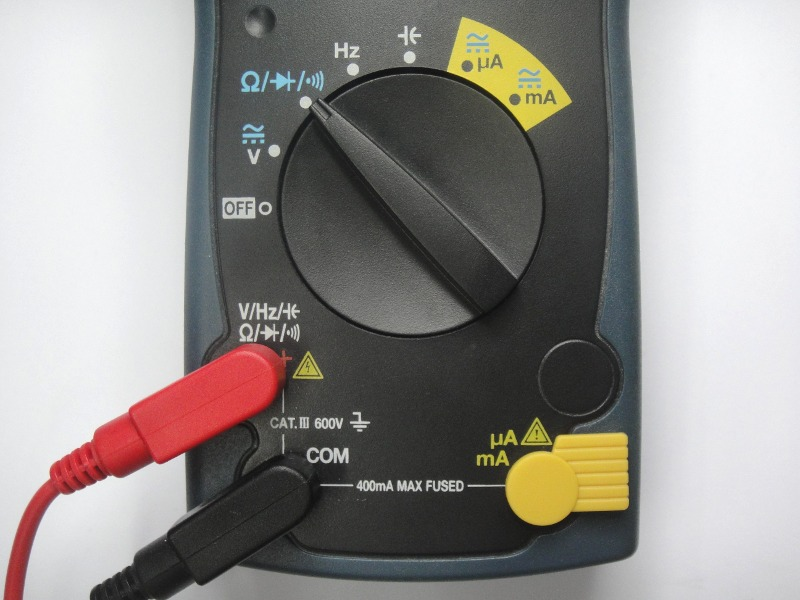 Hz
µA
mA
Ω/
V
OFF
V/Hz/
Ω/
+
CAT. III 600V
COM
µA
mA
400mA MAX FUSED